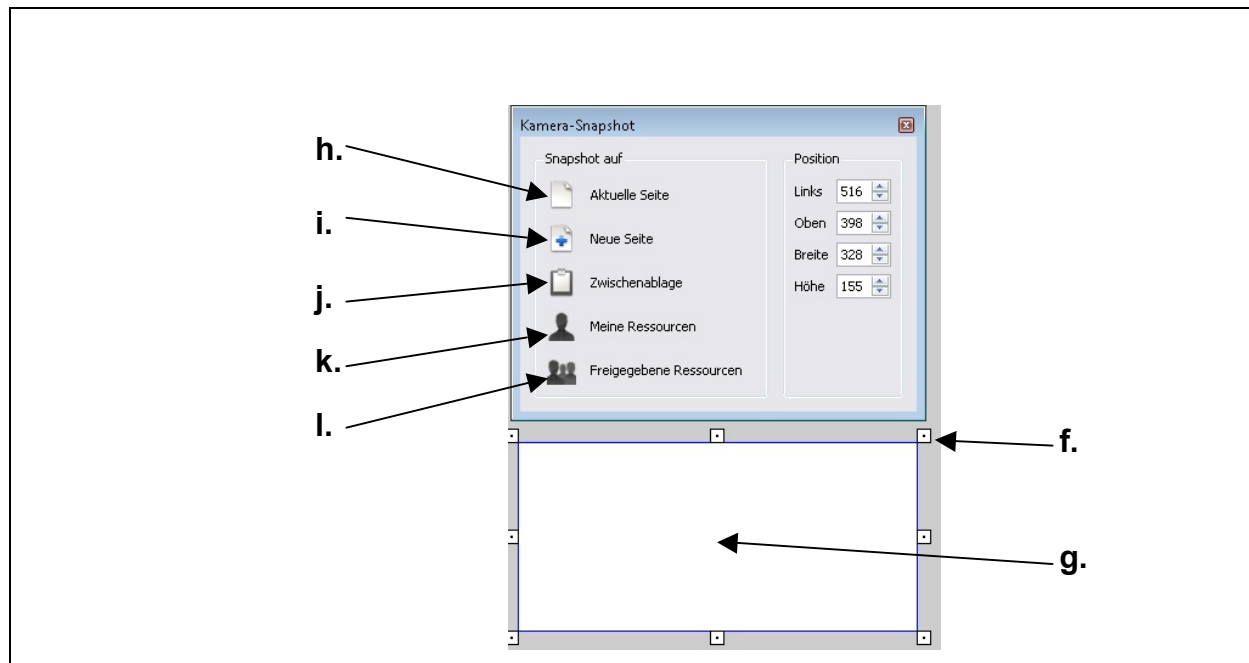 Kamera-Snapshot
h.
Snapshot auf
Position
Aktuelle Seite
Links 516
i.
Neue Seite
Oben 398
Breite 328
j.
Zwischenablage
Höhe 155
k.
Meine Ressourcen
l.
Freigegebene Ressourcen
f.
g.